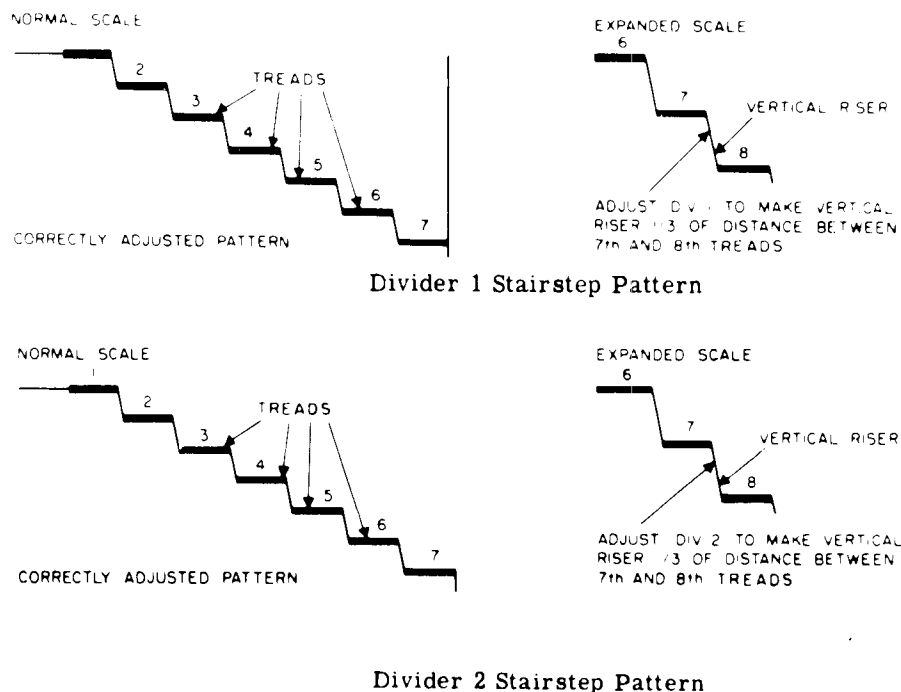 NORMAL SCALE
2
3
TREADS
4
5
6
7
CORRECTLY ADJUSTED PATTERN
EXPANDED SCALE
6
7
VERTICAL RISER
8
ADJUST DIV TO MAKE VERTICAL
RISER 1/3 OF DISTANCE BETWEEN
7th AND 8th TREADS
Divider 1 Stairstep Pattern
NORMAL SCALE
2
3
TREADS
4
5
6
7
CORRECTLY ADJUSTED PATTERN
EXPANDED SCALE
6
7
VERTICAL RISER
8
ADJUST DIV 2 TO MAKE VERTICAL
RISER /3 OF DISTANCE BETWEEN
7th AND 8th TREADS
Divider 2 Stairstep Pattern